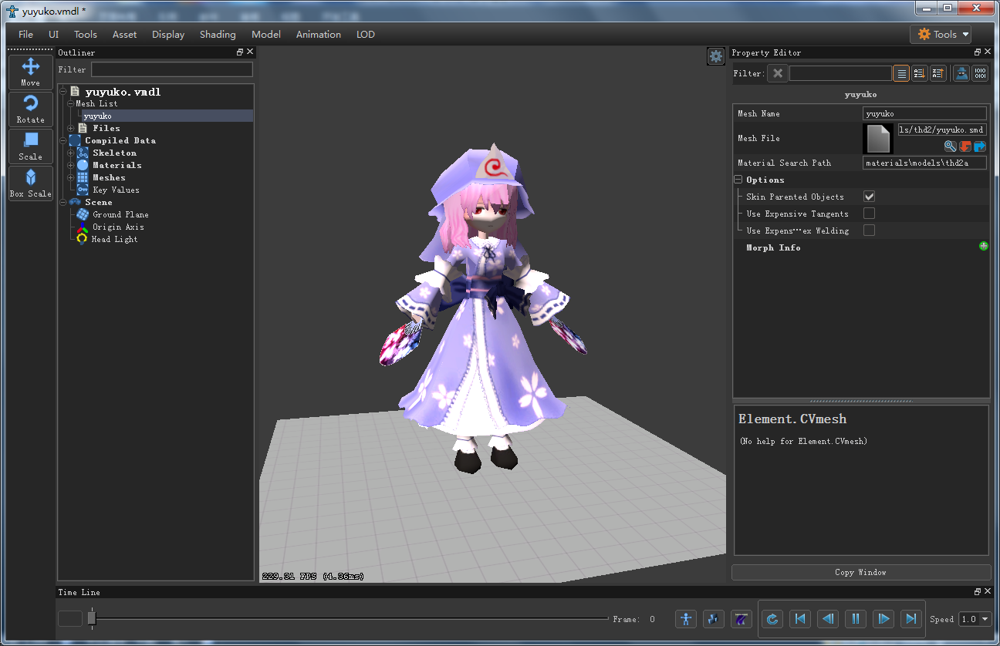 yuyuko.vmdl *
File UI Tools Asset Display Shading Model Animation LOD
Tools
Move
Rotate
Scale
Box Scale
Outliner
Filter
yuyuko.vmdl
Mesh List
yuyuko
Files
Compiled Data
Skeleton
Materials
Meshes
Key Values
Scene
Ground Plane
Origin Axis
Head Light
229.31 FPS (4.36ms)
Property Editor
Filter:
yuyuko
Mesh Name yuyuko
Mesh File ls/thd2/yuyuko.smd
Material Search Path materials\models\thd2a
Options
Skin Parented Objects
Use Expensive Tangents
Use Expens…ex Welding
Morph Info
Element.CVmesh
(No help for Element.CVmesh)
Copy Window
Time Line
Frame: 0
Speed 1.0